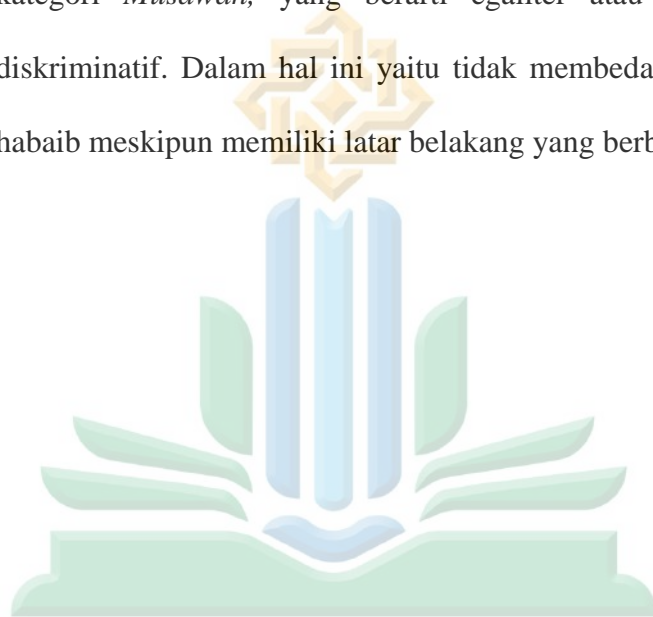 kategori Musawah, yang berarti egaliter atau
diskriminatif. Dalam hal ini yaitu tidak membeda
habaib meskipun memiliki latar belakang yang berb